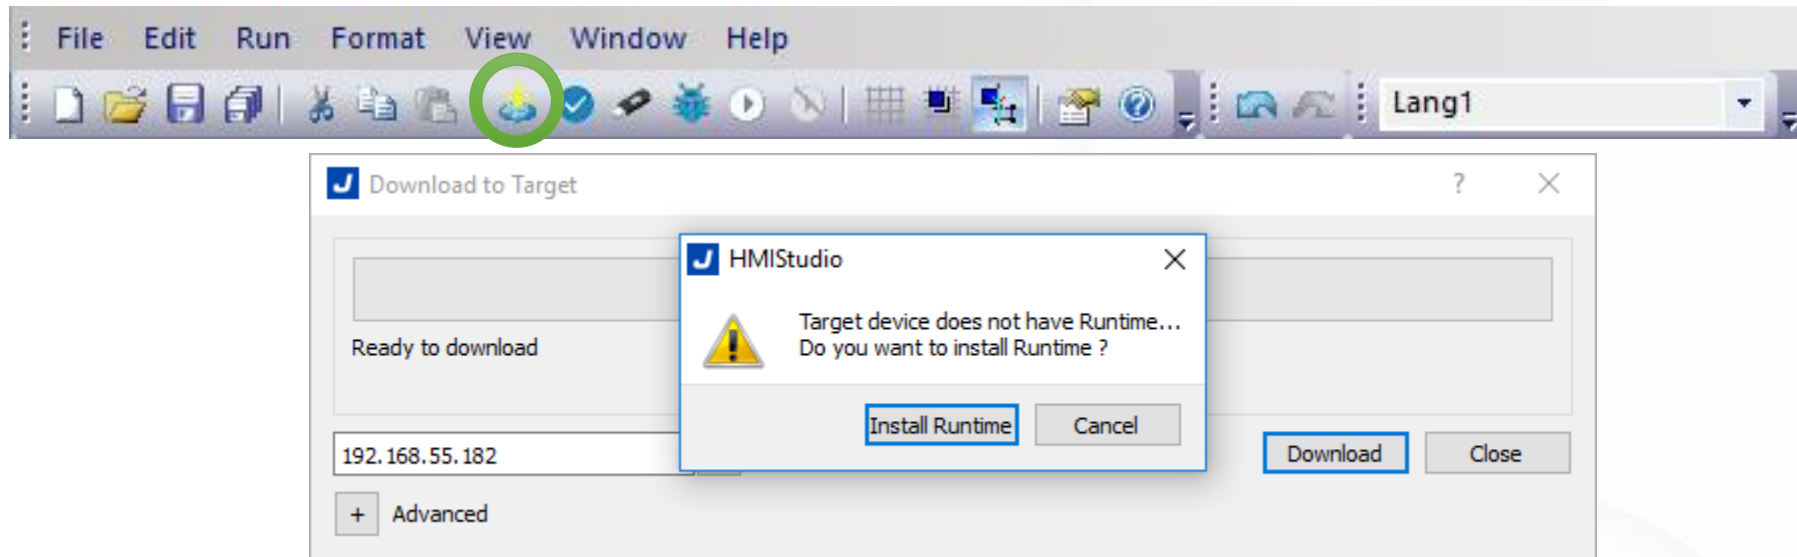 File Edit Run Format View Window Help
Lang1
Download to Target
HMIStudio
Target device does not have Runtime...
Do you want to install Runtime ?
Ready to download
Install Runtime Cancel
192.168.55.182
Download Close
+ Advanced